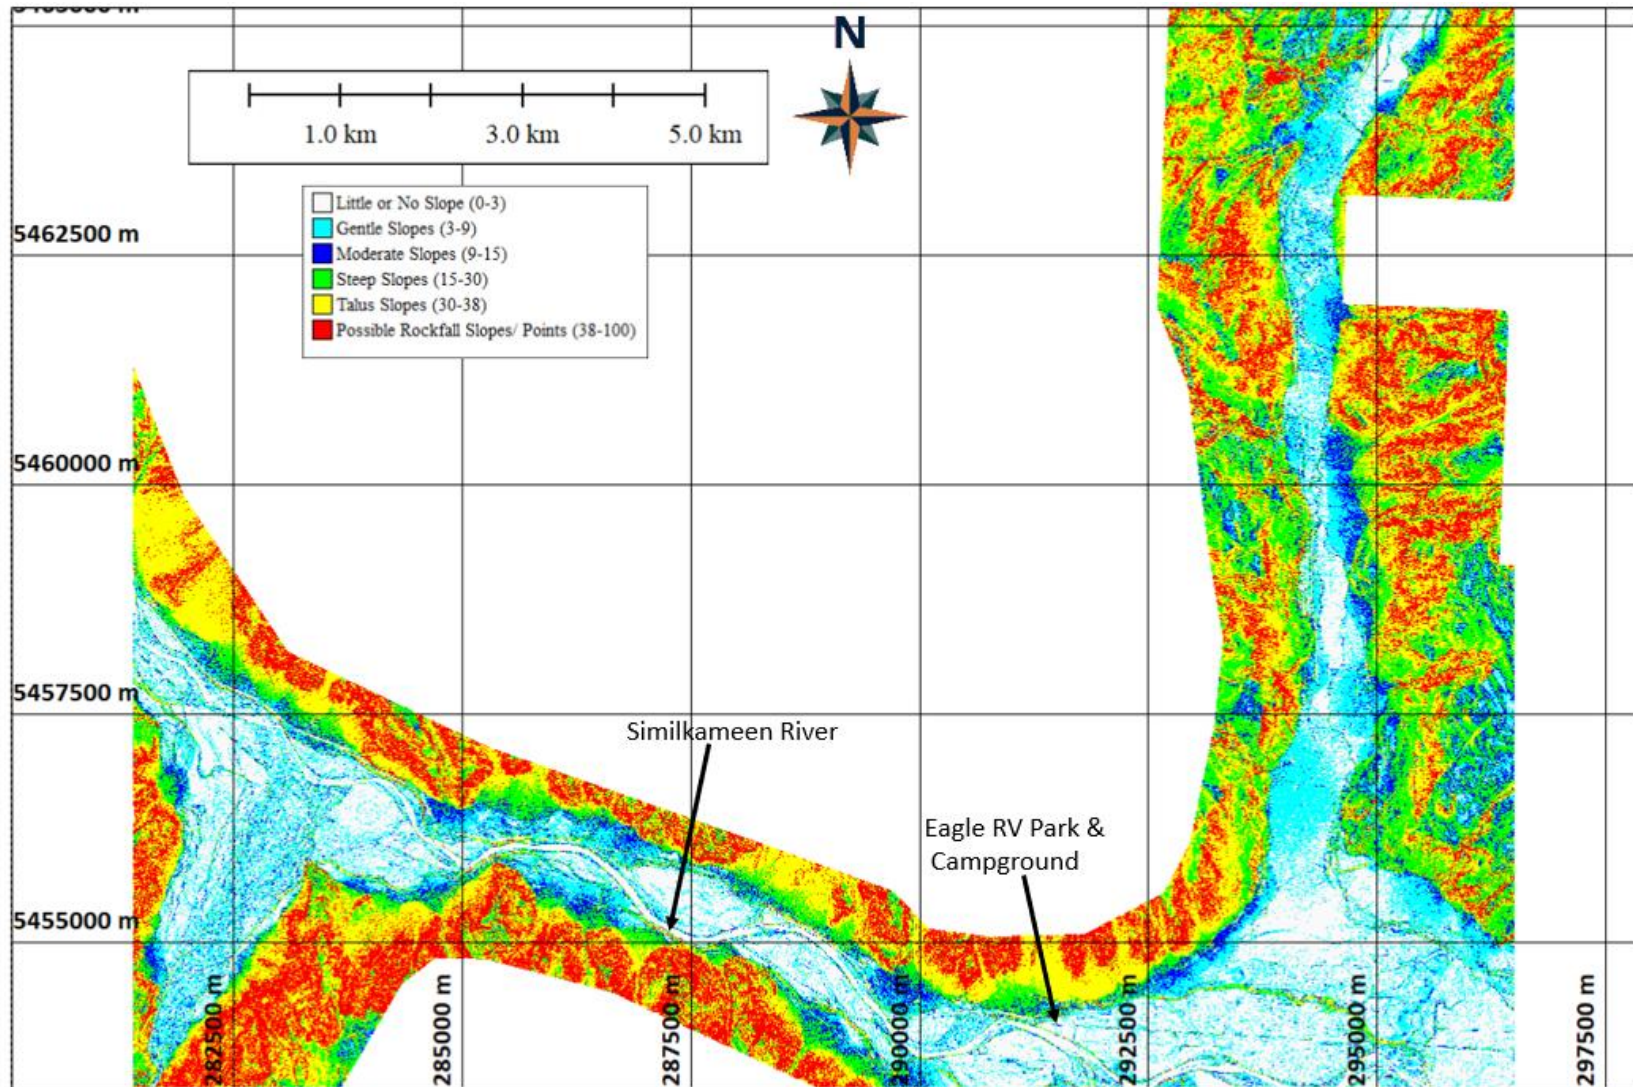 N
1.0 km 3.0 km 5.0 km
Little or No Slope (0-3)
Gentle Slopes (3-9)
Moderate Slopes (9-15)
Steep Slopes (15-30)
Talus Slopes (30-38)
Possible Rockfall Slopes/ Points (38-100)
5462500 m
5460000 m
5457500 m
Similkameen River
Eagle RV Park &
Campground
5455000 m
282500 m
285000 m
287500 m
290000 m
292500 m
295000 m
297500 m